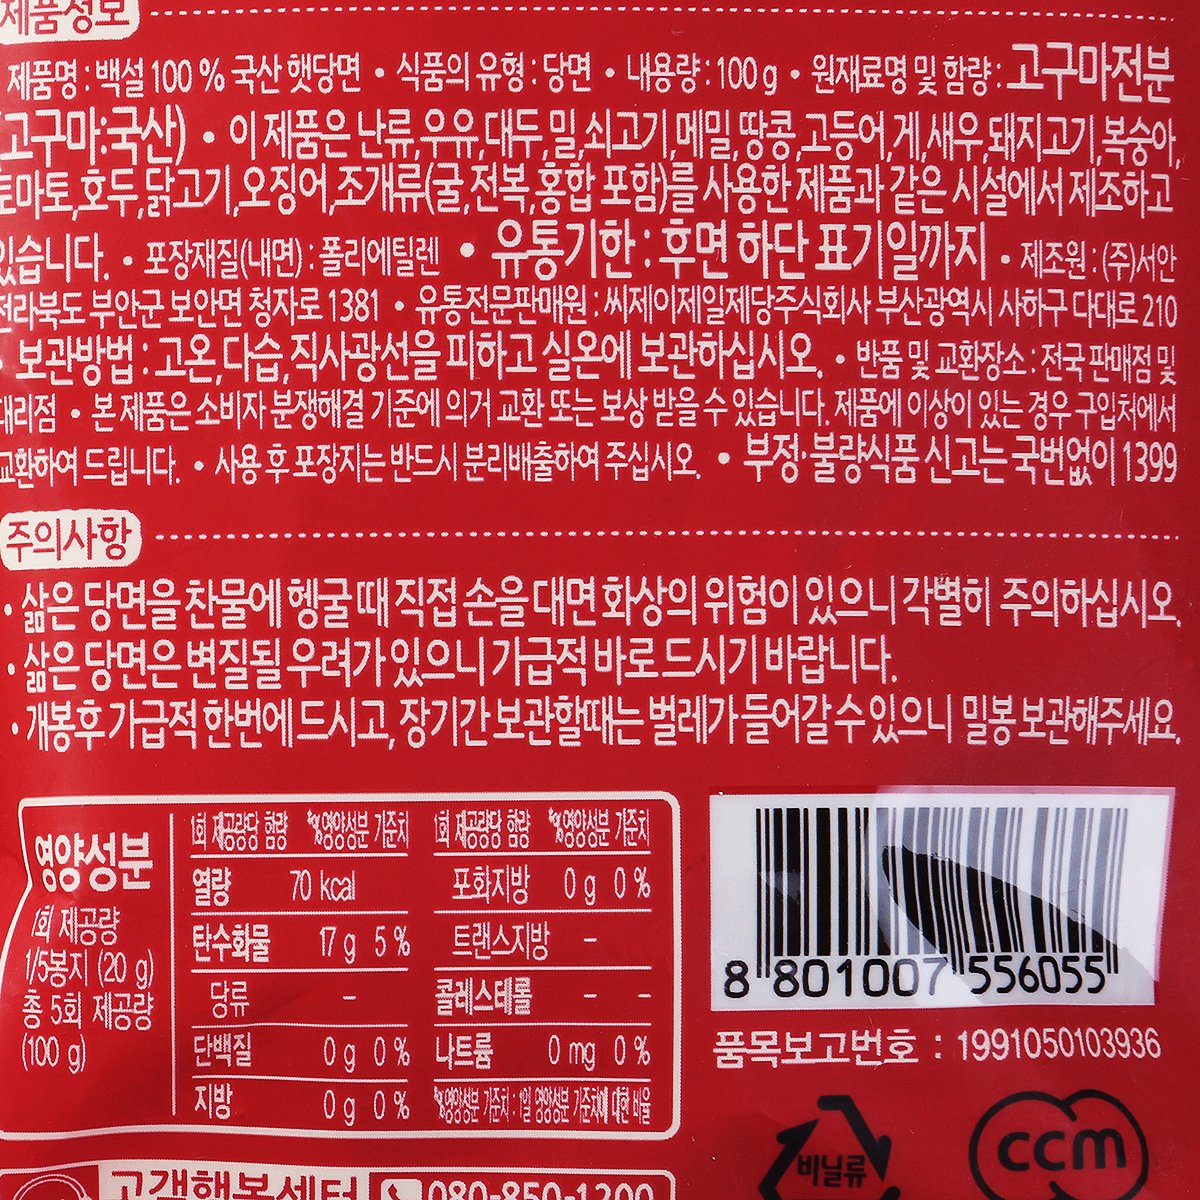 제품정보
제품명 : 백설 100 % 국산 햇당면 • 식품의 유형 : 당면 • 내용량 : 100 g • 원재료명 및 함량 : 고구마전분
(고구마:국산) • 이 제품은 난류,우유,대두,밀,쇠고기,메밀,땅콩,고등어,게,새우,돼지고기,복숭아,
토마토,호두,닭고기,오징어,조개류(굴,전복,홍합 포함)를 사용한 제품과 같은 시설에서 제조하고
있습니다. • 포장재질(내면) : 폴리에틸렌 • 유통기한 : 후면 하단 표기일까지 • 제조원 : (주)서안
전라북도 부안군 보안면 청자로 1381 • 유통전문판매원 : 씨제이제일제당주식회사 부산광역시 사하구 다대로 210
• 보관방법 : 고온,다습,직사광선을 피하고 실온에 보관하십시오. • 반품 및 교환장소 : 전국 판매점 및
대리점 • 본 제품은 소비자 분쟁해결 기준에 의거 교환 또는 보상 받을 수 있습니다. 제품에 이상이 있는 경우 구입처에서
교환하여 드립니다. • 사용 후 포장지는 반드시 분리배출하여 주십시오. • 부정·불량식품 신고는 국번없이 1399
주의사항
• 삶은 당면을 찬물에 헹굴 때 직접 손을 대면 화상의 위험이 있으니 각별히 주의하십시오.
• 삶은 당면은 변질될 우려가 있으니 가급적 바로 드시기 바랍니다.
• 개봉 후 가급적 한번에 드시고, 장기간 보관할때는 벌레가 들어갈 수 있으니 밀봉 보관해주세요.
영양성분
1회 제공량
1/5봉지 (20 g)
총 5회 제공량
(100 g)
1회 제공량당 함량 %영양성분 기준치
열량 70 kcal
탄수화물 17 g 5 %
당류 –
단백질 0 g 0 %
지방 0 g 0 %
1회 제공량당 함량 %영양성분 기준치
포화지방 0 g 0 %
트랜스지방 –
콜레스테롤 – –
나트륨 0 mg 0 %
%영양성분 기준치 : 1일 영양성분 기준치에 대한 비율
8 801007 556055
품목보고번호 : 1991050103936
비닐류
ccm
고객행복센터 080-850-1200